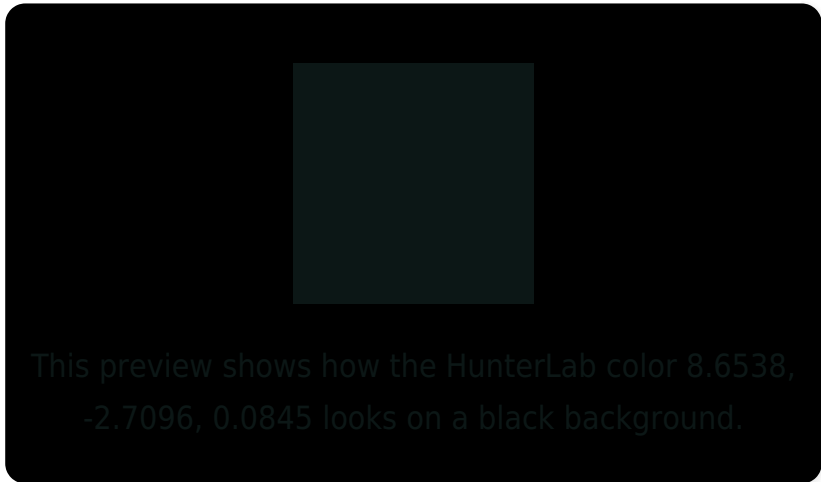 This preview shows how the HunterLab color 8.6538,
-2.7096, 0.0845 looks on a black background.